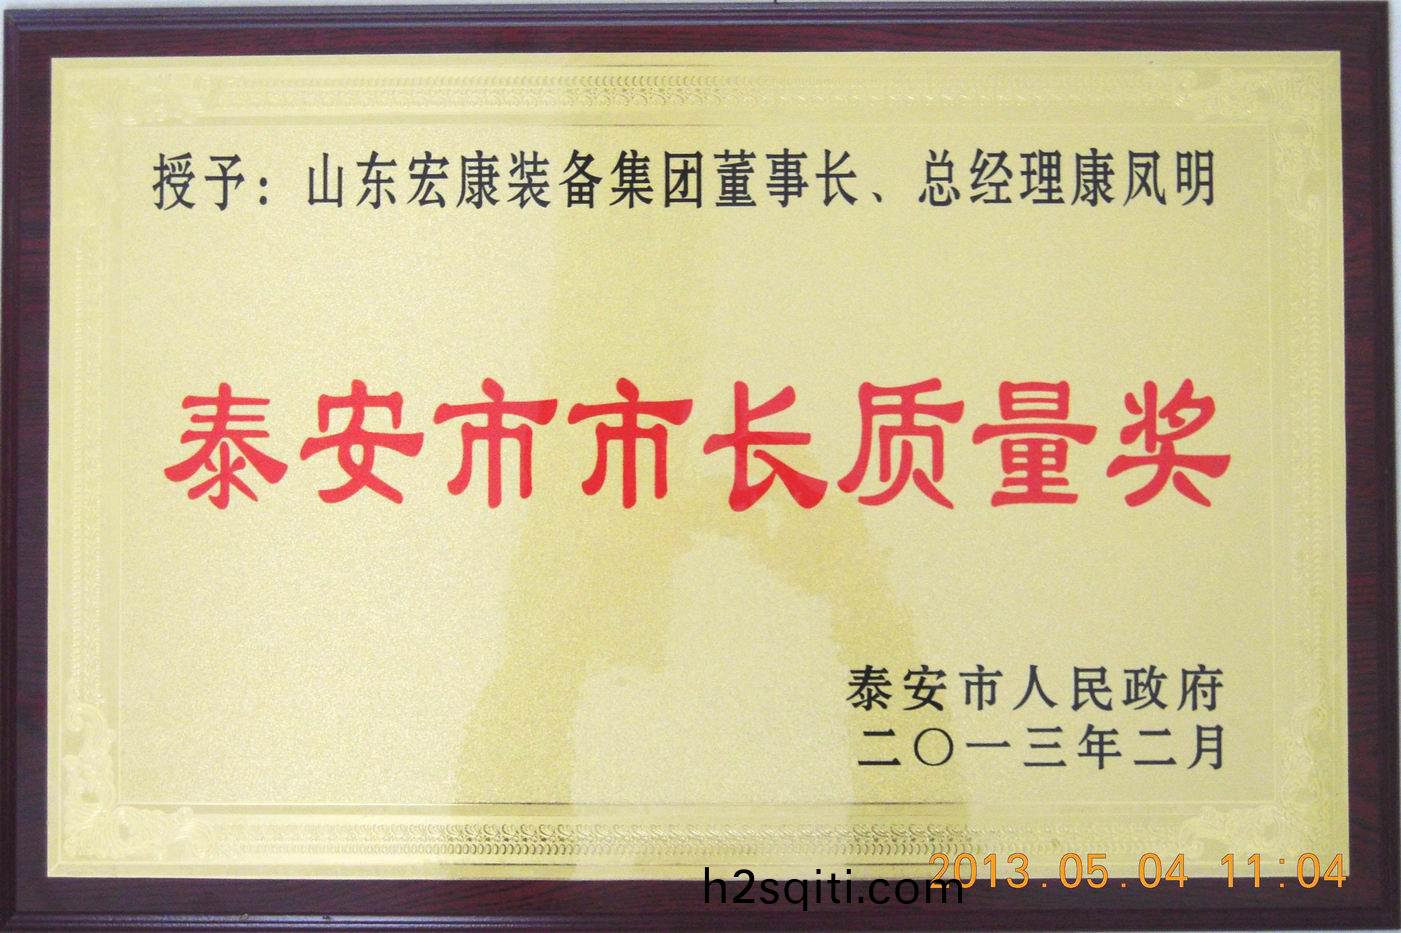 授予：山东宏康装备集团董事长、总经理康凤明
泰安市市长质量奖
泰安市人民政府
二〇一三年二月
2013.05.04 11:04
h2sqiti.com